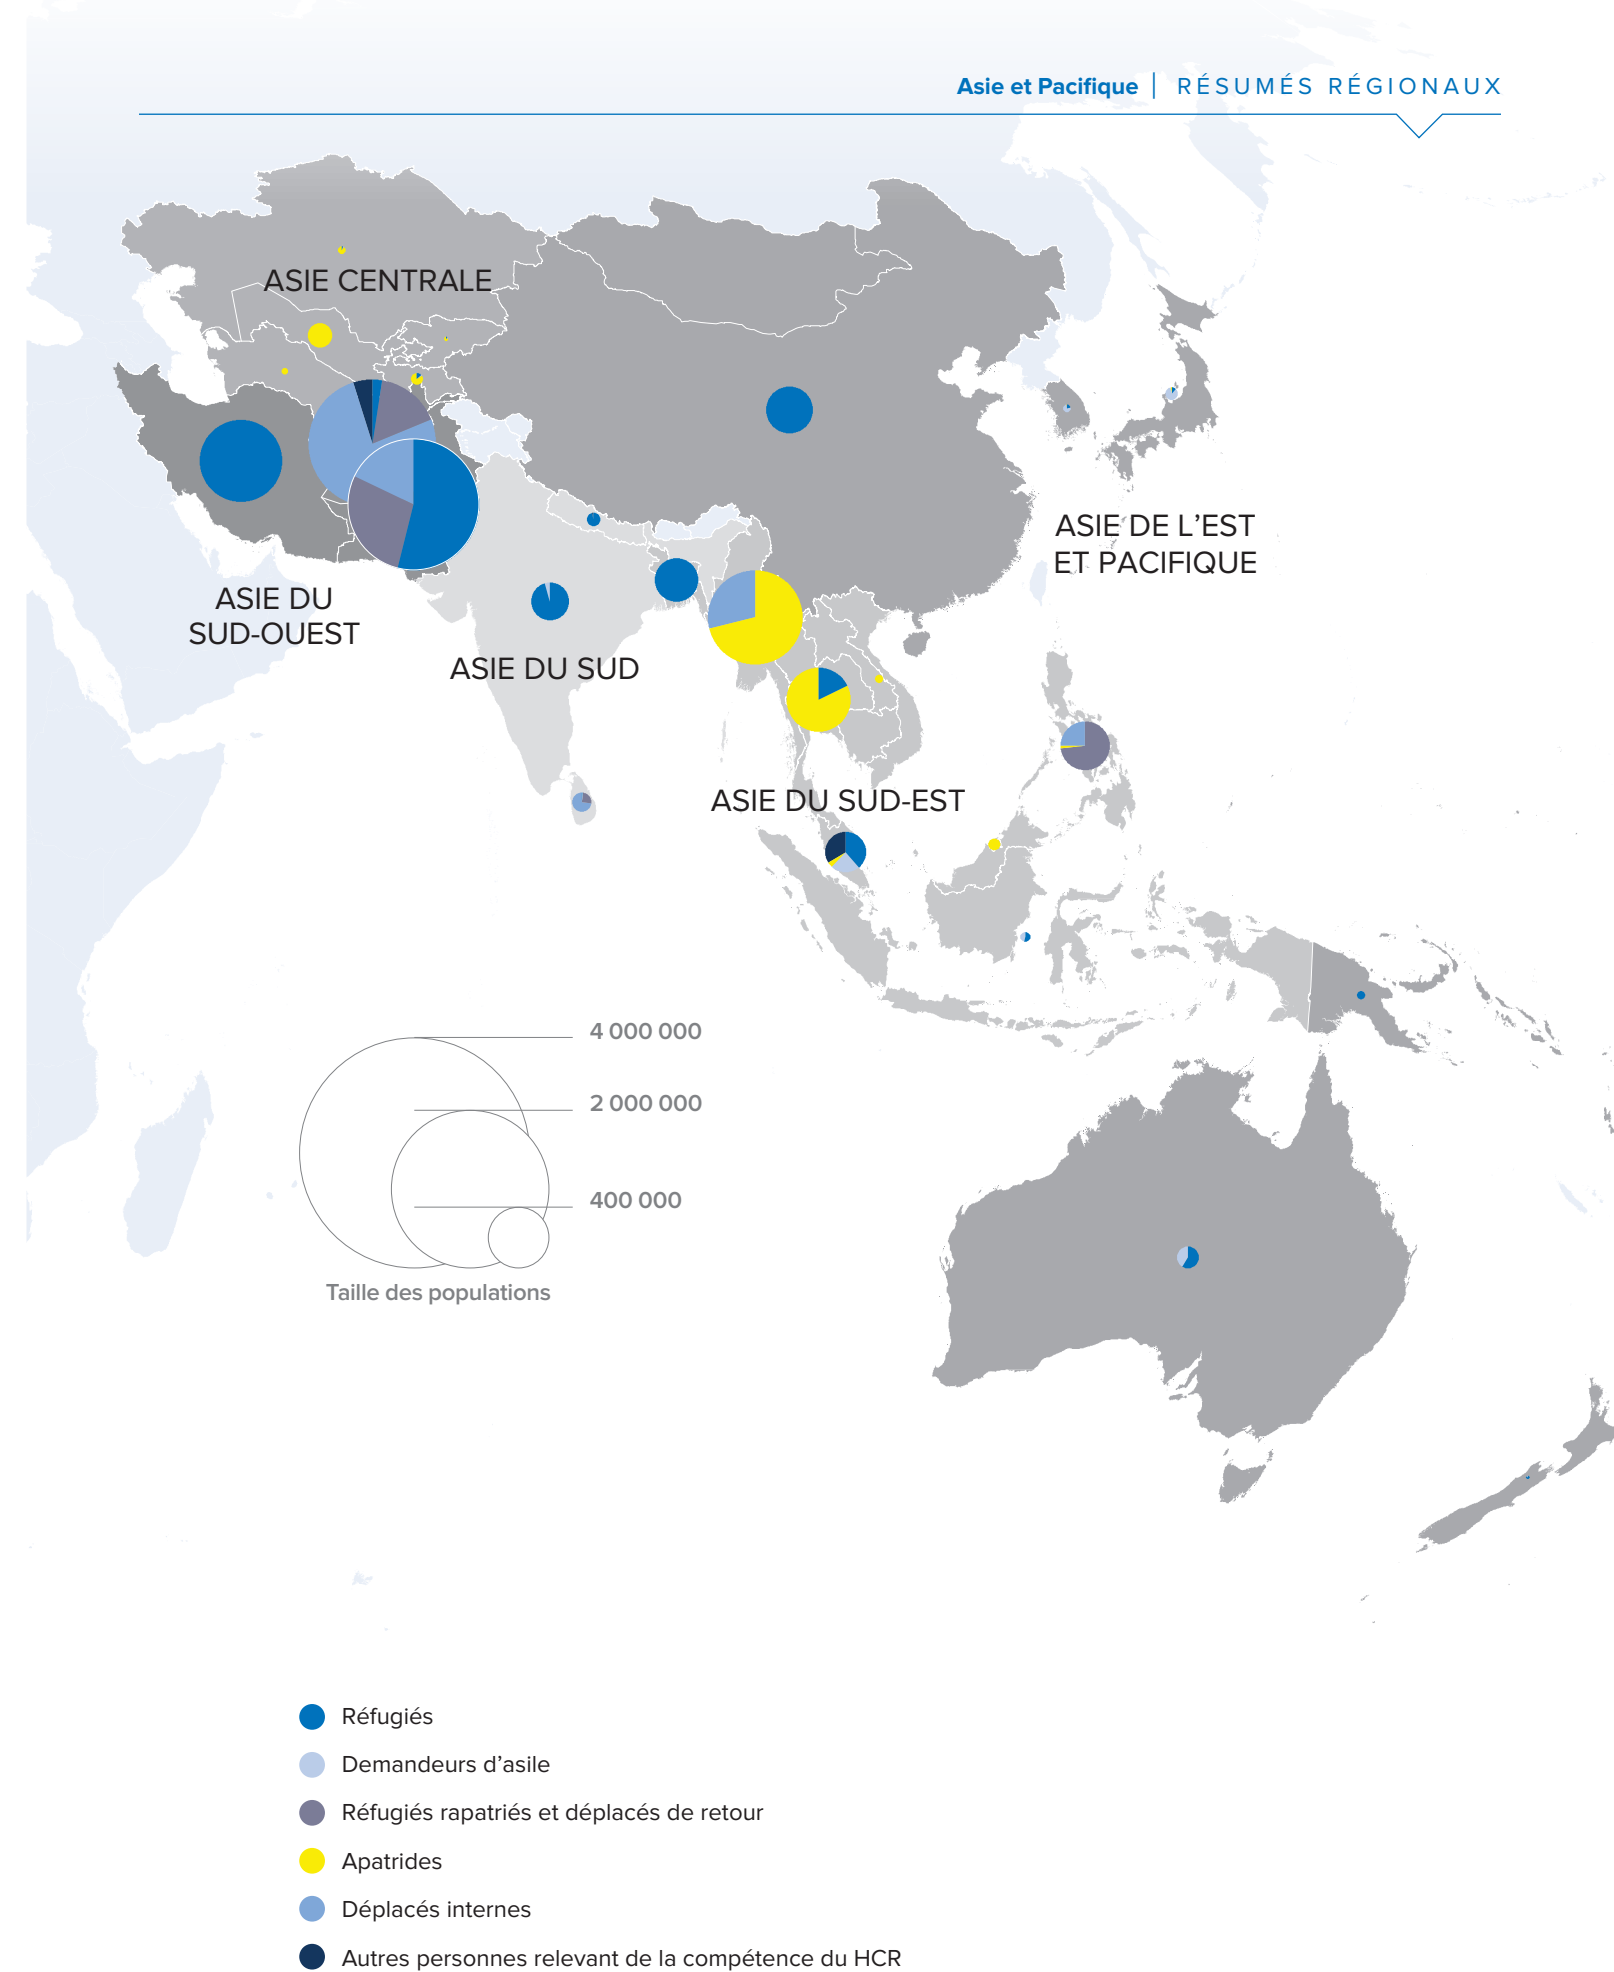 Asie et Pacifique | RÉSUMÉS RÉGIONAUX
ASIE CENTRALE
ASIE DE L’EST
ET PACIFIQUE
ASIE DU
SUD-OUEST
ASIE DU SUD
ASIE DU SUD-EST
4 000 000
2 000 000
400 000
Taille des populations
Réfugiés
Demandeurs d’asile
Réfugiés rapatriés et déplacés de retour
Apatrides
Déplacés internes
Autres personnes relevant de la compétence du HCR